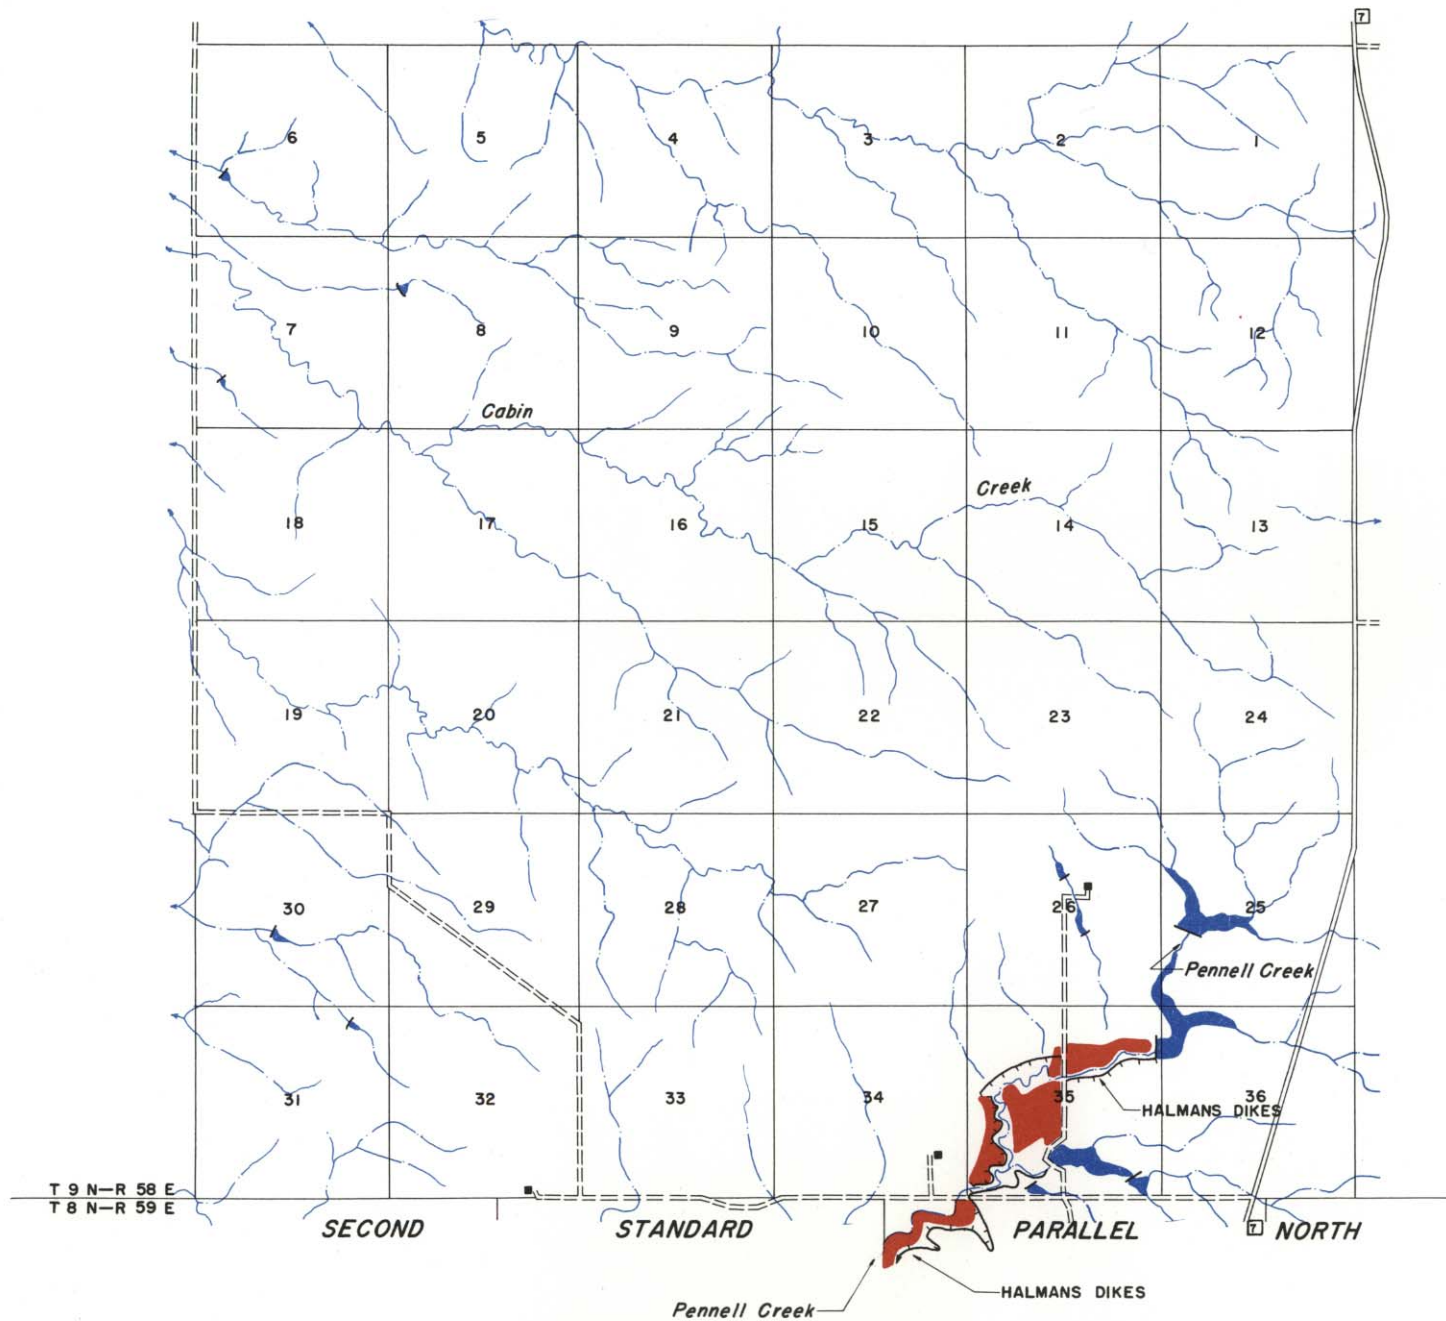 7
6 5 4 3 2 1
7 8 9 10 11 12
Cabin
Creek
18 17 16 15 14 13
19 20 21 22 23 24
30 29 28 27 26 25
Pennell Creek
31 32 33 34 35 36
HALMANS DIKES
T 9 N–R 58 E
T 8 N–R 59 E
SECOND STANDARD PARALLEL NORTH
7
HALMANS DIKES
Pennell Creek